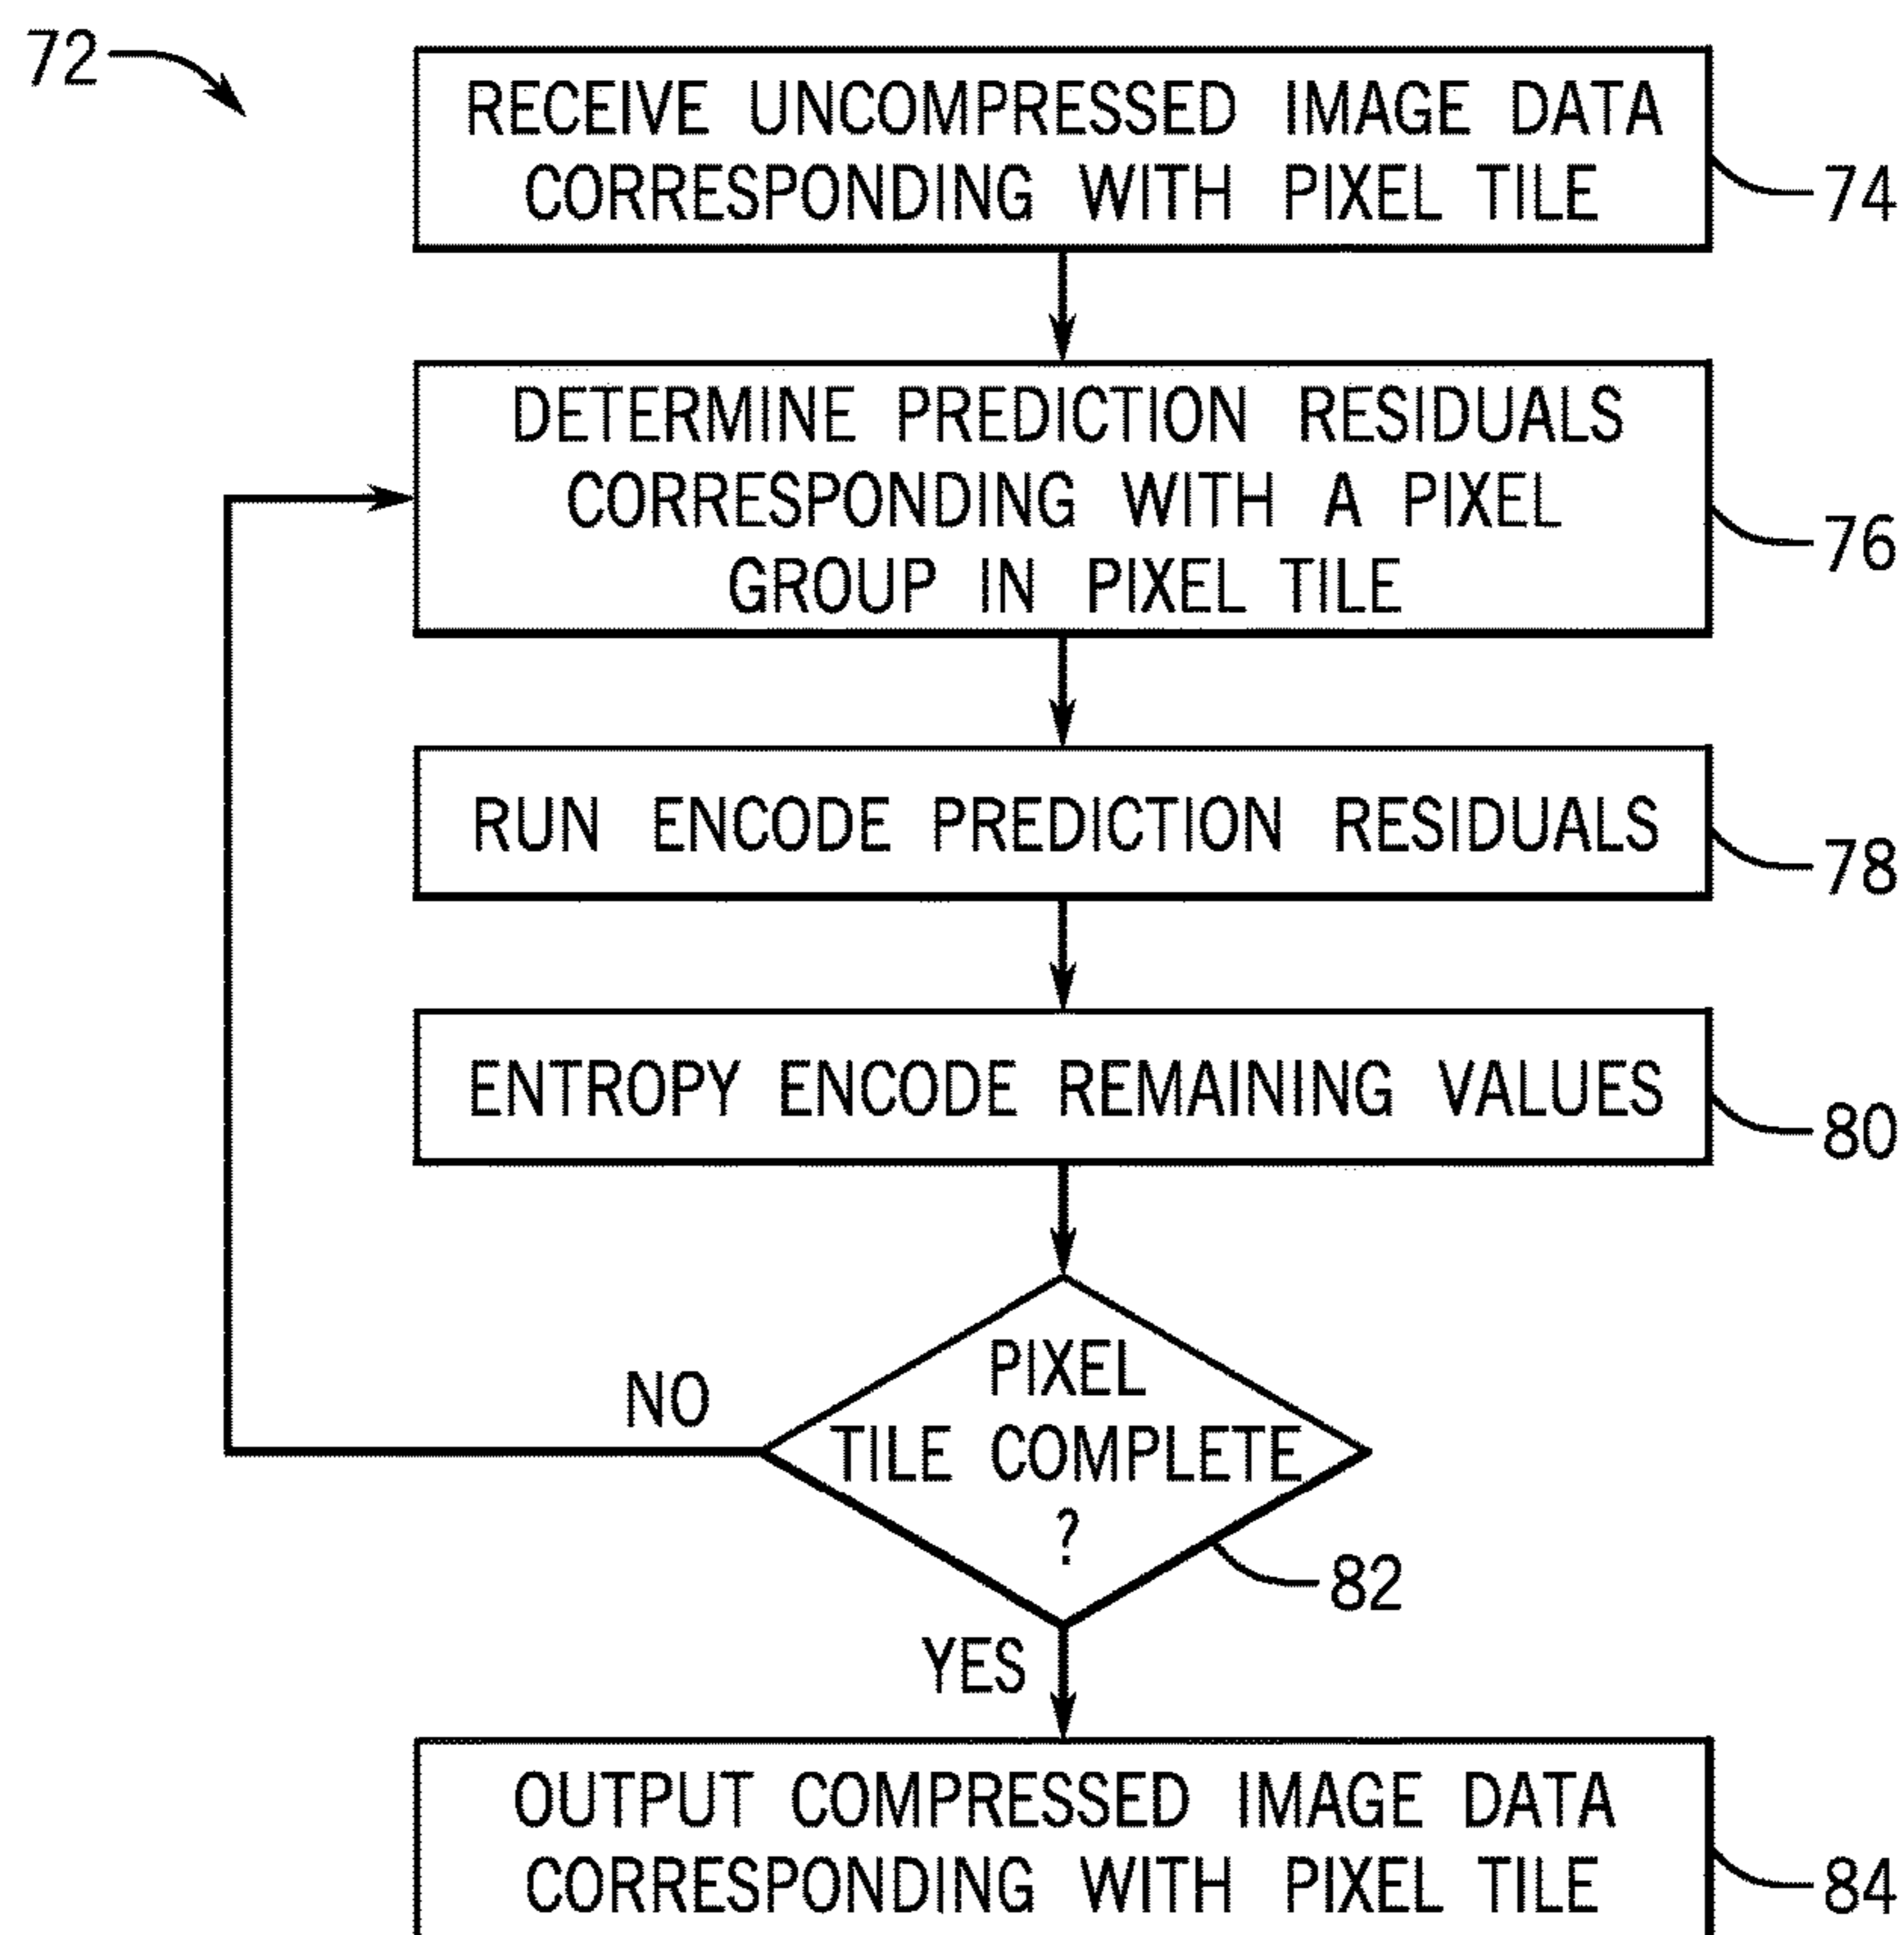 72
RECEIVE UNCOMPRESSED IMAGE DATA
CORRESPONDING WITH PIXEL TILE
74
DETERMINE PREDICTION RESIDUALS
CORRESPONDING WITH A PIXEL
GROUP IN PIXEL TILE
76
RUN ENCODE PREDICTION RESIDUALS
78
ENTROPY ENCODE REMAINING VALUES
80
PIXEL
TILE COMPLETE
?
NO
82
YES
OUTPUT COMPRESSED IMAGE DATA
CORRESPONDING WITH PIXEL TILE
84